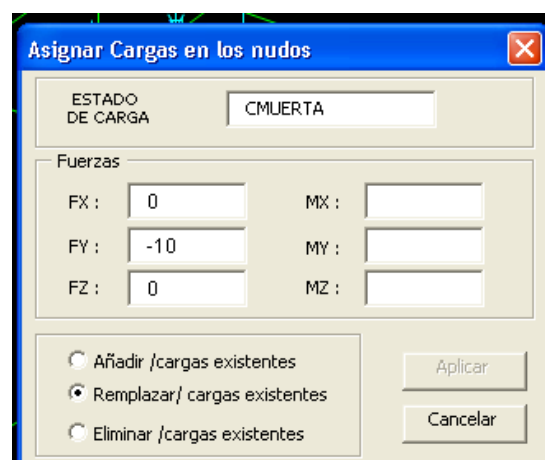 Asignar Cargas en los nudos
ESTADO
DE CARGA
CMUERTA
Fuerzas
FX : 0 MX :
FY : -10 MY :
FZ : 0 MZ :
Añadir /cargas existentes
Remplazar/ cargas existentes
Eliminar /cargas existentes
Aplicar
Cancelar